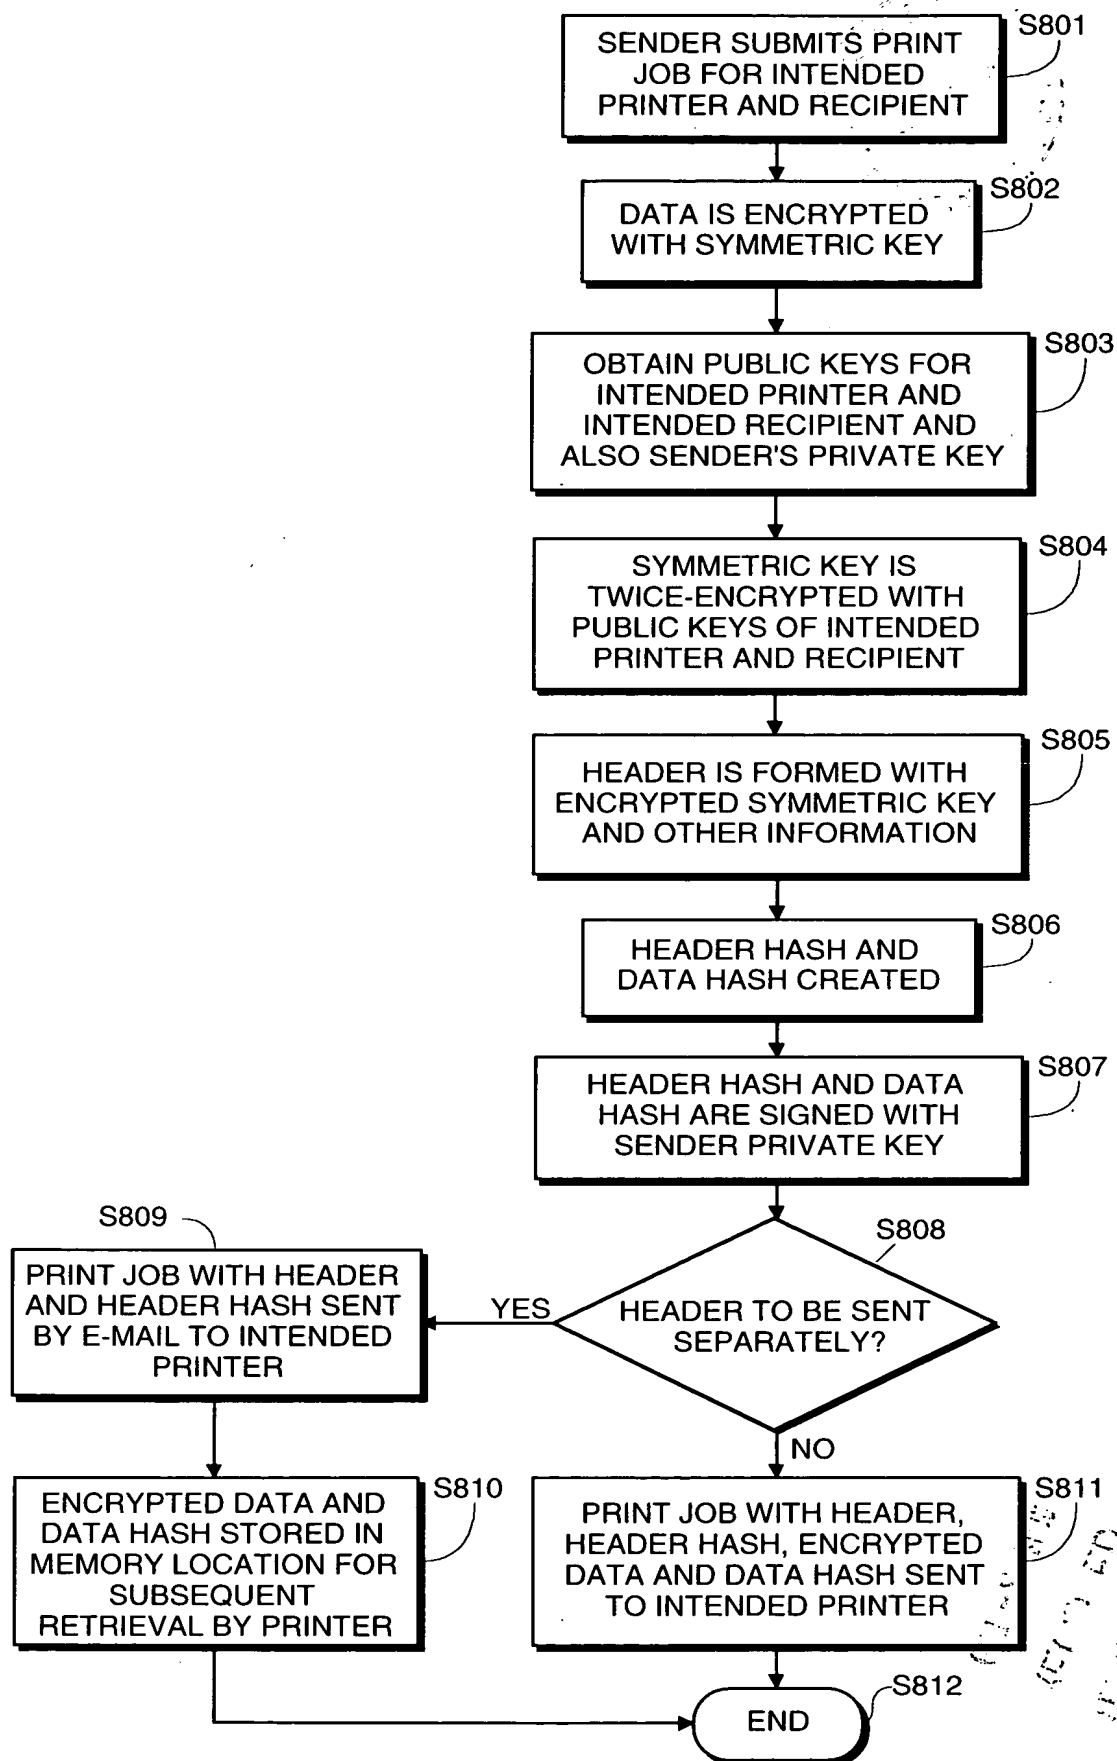 S801
SENDER SUBMITS PRINT
JOB FOR INTENDED
PRINTER AND RECIPIENT
S802
DATA IS ENCRYPTED
WITH SYMMETRIC KEY
S803
OBTAIN PUBLIC KEYS FOR
INTENDED PRINTER AND
INTENDED RECIPIENT AND
ALSO SENDER'S PRIVATE KEY
S804
SYMMETRIC KEY IS
TWICE-ENCRYPTED WITH
PUBLIC KEYS OF INTENDED
PRINTER AND RECIPIENT
S805
HEADER IS FORMED WITH
ENCRYPTED SYMMETRIC KEY
AND OTHER INFORMATION
S806
HEADER HASH AND
DATA HASH CREATED
S807
HEADER HASH AND DATA
HASH ARE SIGNED WITH
SENDER PRIVATE KEY
S808
HEADER TO BE SENT
SEPARATELY?
YES
S809
PRINT JOB WITH HEADER
AND HEADER HASH SENT
BY E-MAIL TO INTENDED
PRINTER
S810
ENCRYPTED DATA AND
DATA HASH STORED IN
MEMORY LOCATION FOR
SUBSEQUENT
RETRIEVAL BY PRINTER
NO
S811
PRINT JOB WITH HEADER,
HEADER HASH, ENCRYPTED
DATA AND DATA HASH SENT
TO INTENDED PRINTER
S812
END